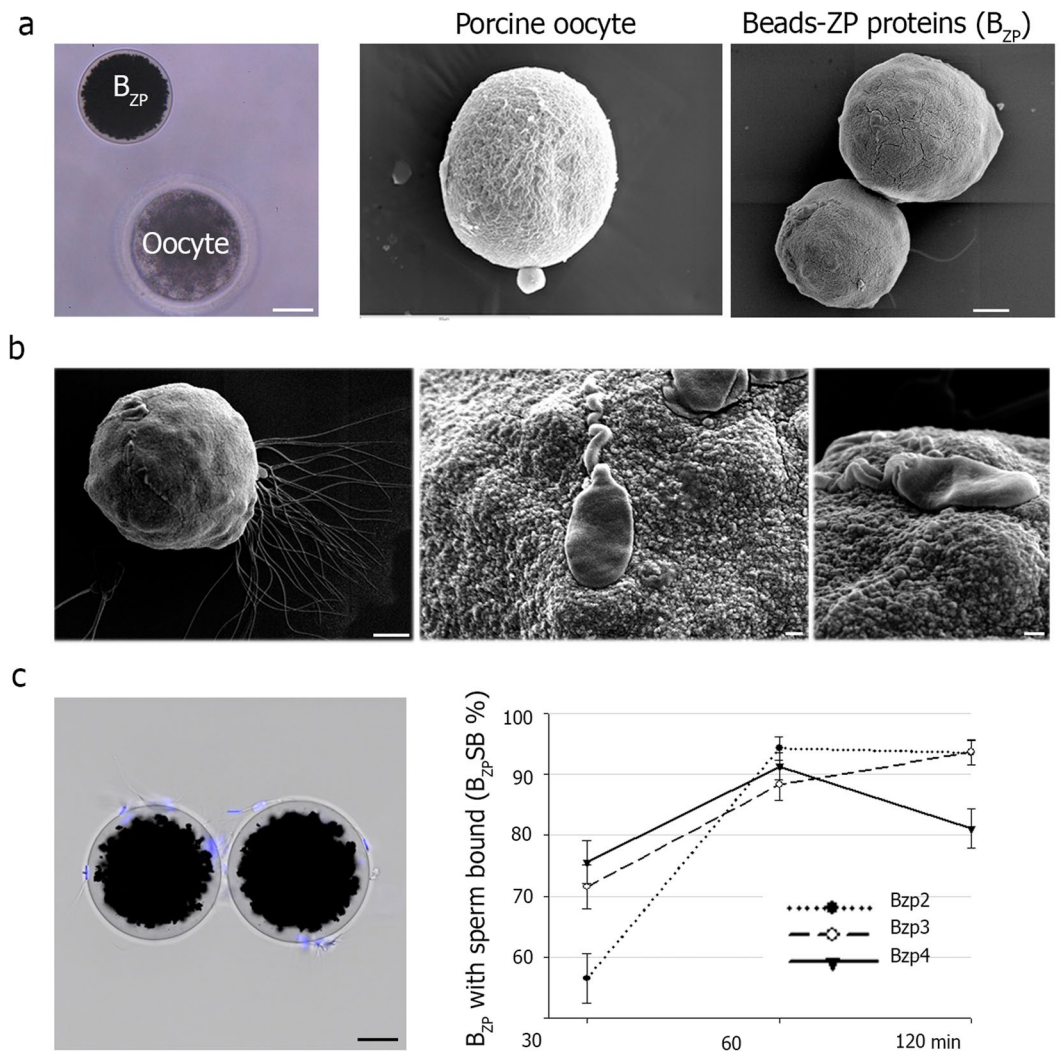 a
Porcine oocyte
Beads-ZP proteins (BZP)
BZP
Oocyte
b
c
BZP with sperm bound (BZPSB %)
100
90
80
70
60
30
60
120 min
Bzp2
Bzp3
Bzp4